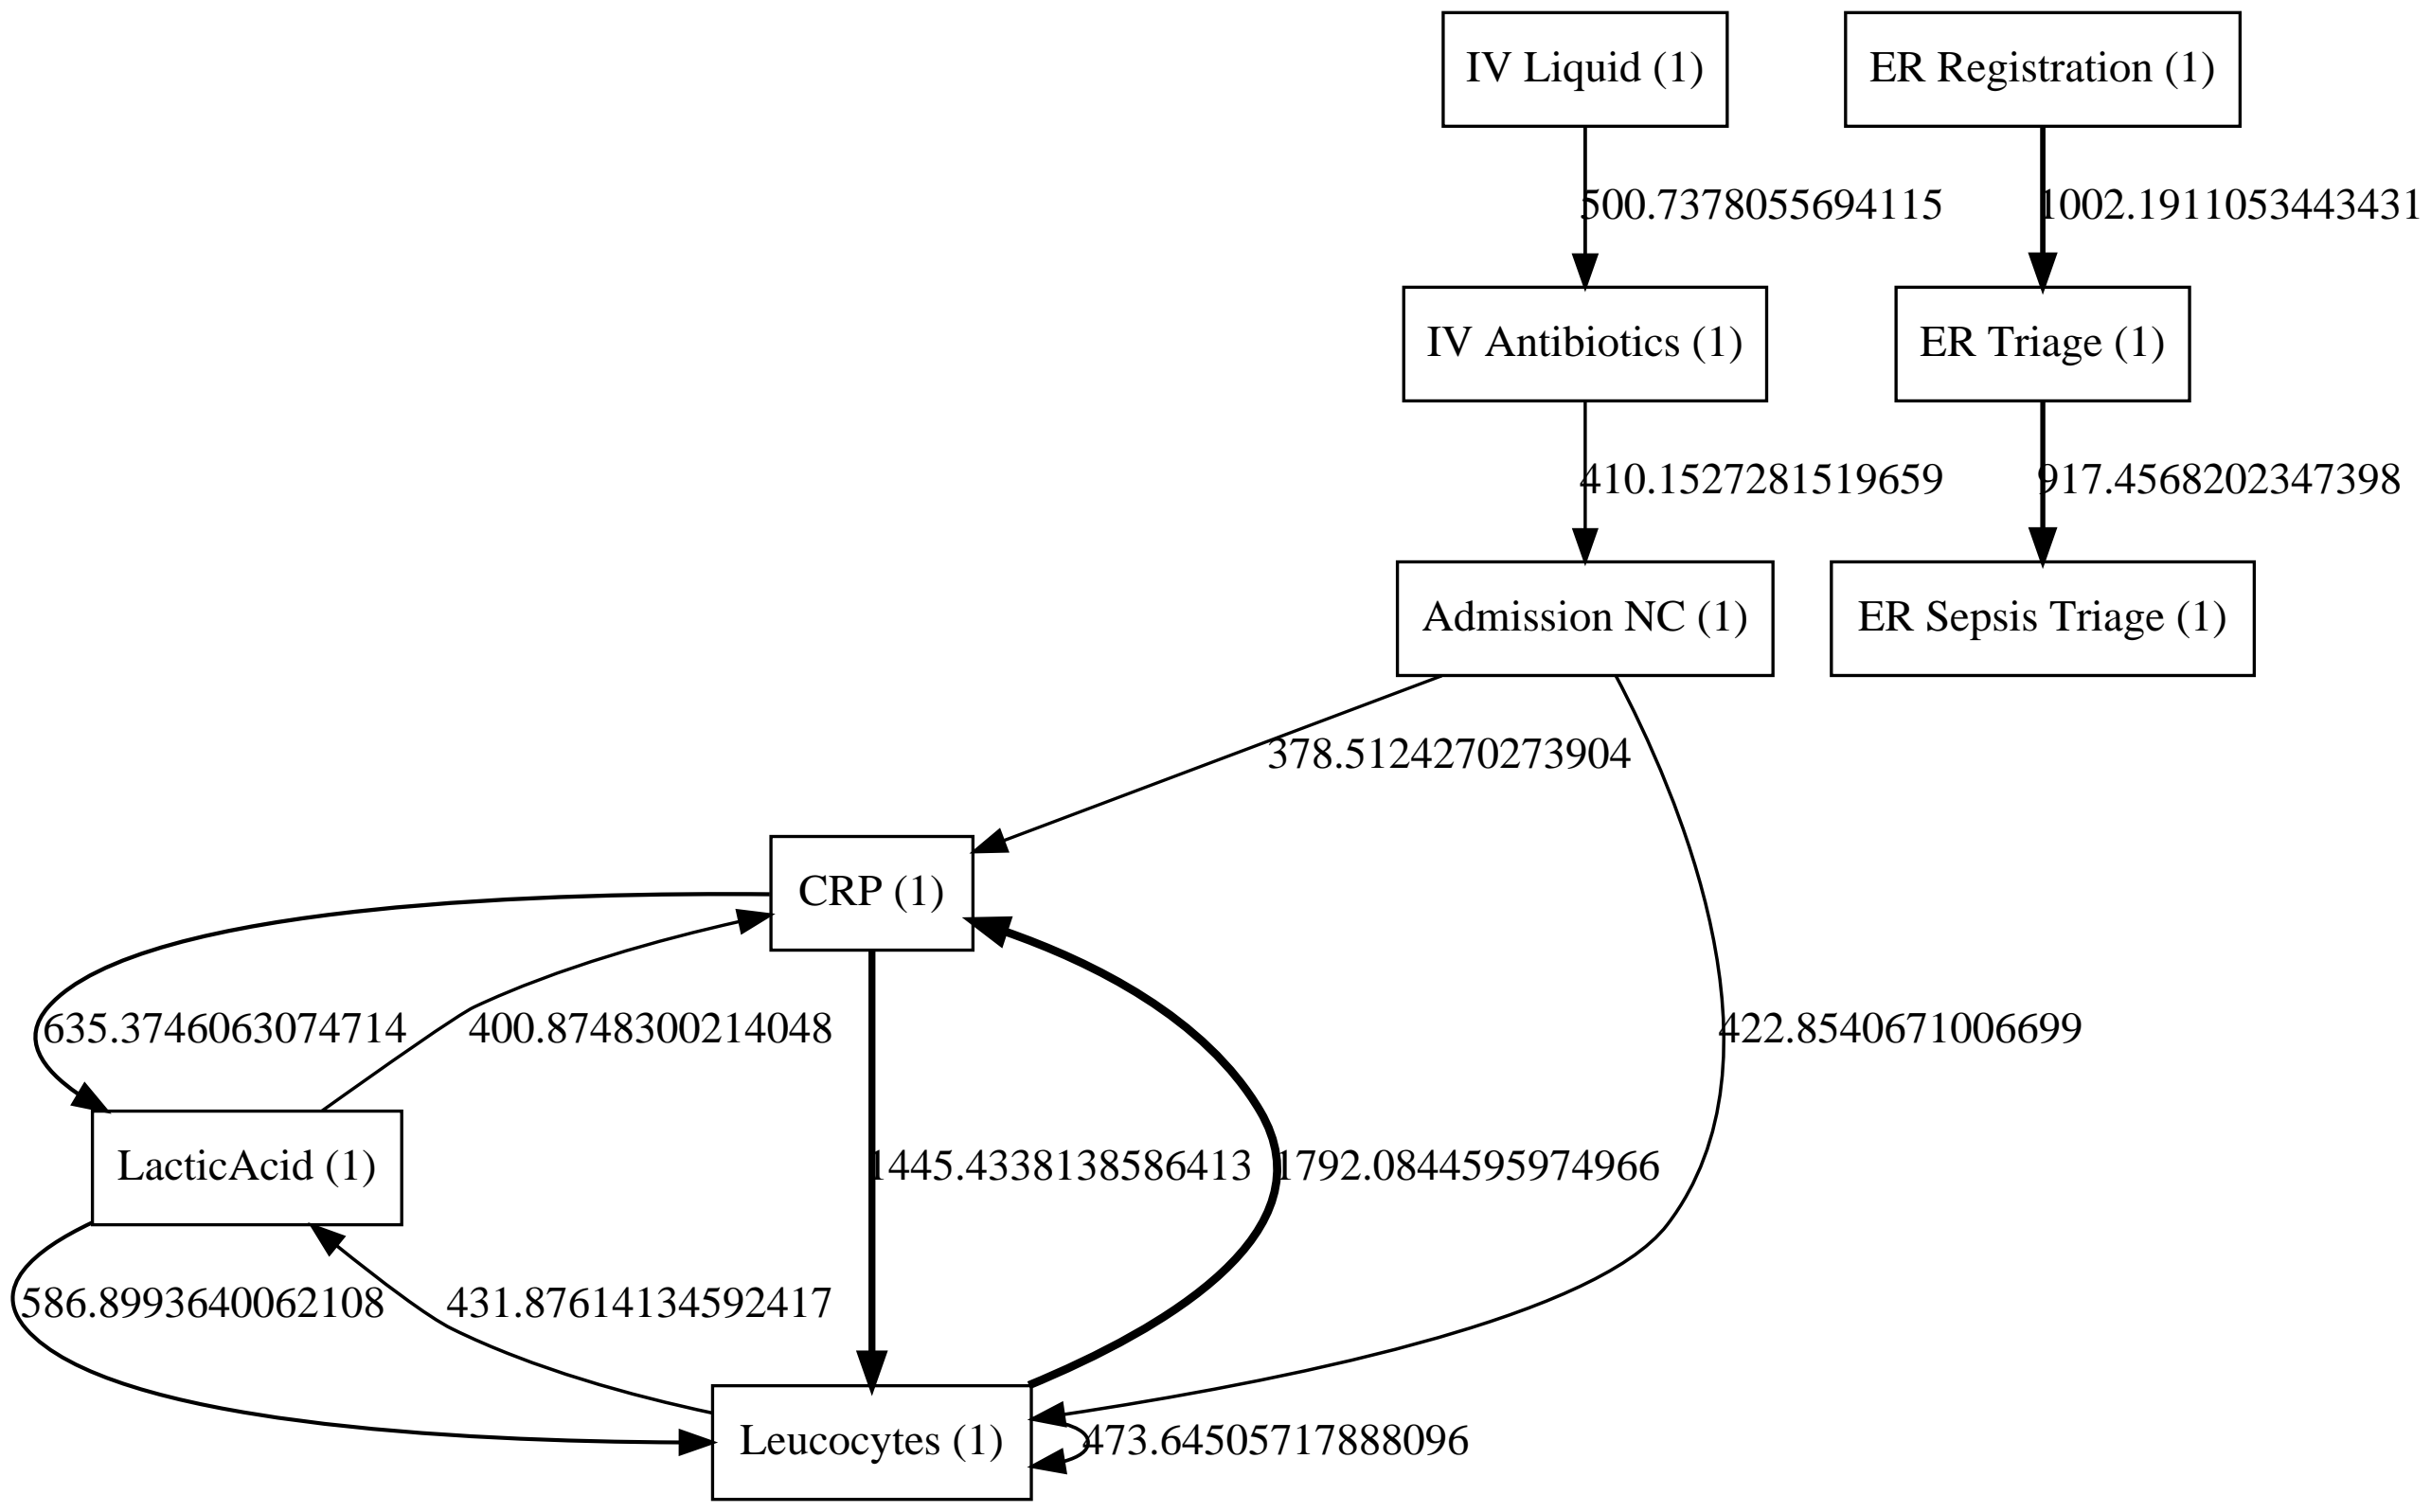 IV Liquid (1)
ER Registration (1)
500.7378055694115
1002.1911053443431
IV Antibiotics (1)
ER Triage (1)
410.1527281519659
917.4568202347398
Admission NC (1)
ER Sepsis Triage (1)
378.5124270273904
CRP (1)
635.3746063074714
400.8748300214048
422.8540671006699
LacticAcid (1)
1445.4338138586413
1792.0844595974966
586.8993640062108
431.87614134592417
Leucocytes (1)
473.64505717888096